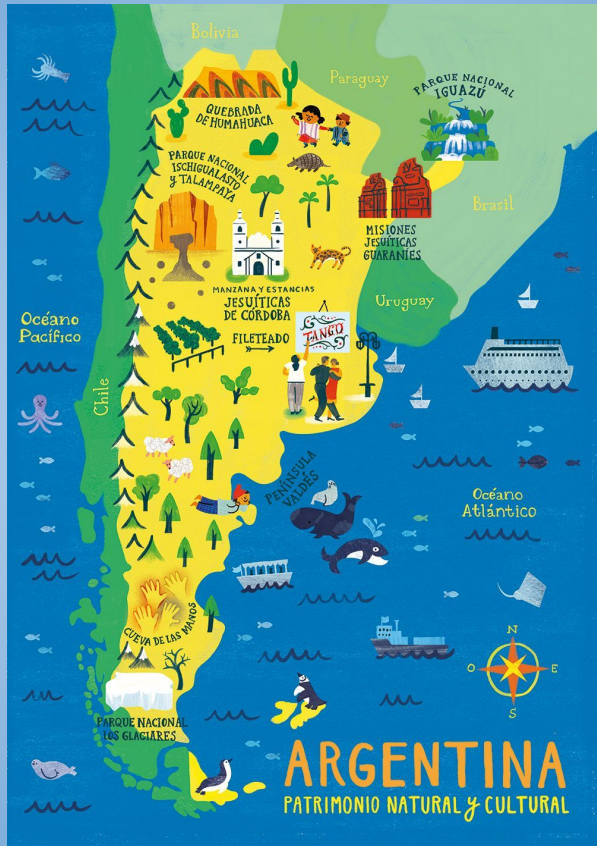 Bolivia
Paraguay
PARQUE NACIONAL
IGUAZÚ
QUEBRADA
DE HUMAHUACA
PARQUE NACIONAL
ISCHIGUALASTO
y TALAMPAYA
Brasil
MISIONES
JESUÍTICAS
GUARANÍES
MANZANA Y ESTANCIAS
JESUÍTICAS
DE CÓRDOBA
Uruguay
Océano
Pacífico
FILETEADO
TANGO
Chile
PENÍNSULA
VALDÉS
Océano
Atlántico
CUEVA DE LAS MANOS
N
O
E
S
PARQUE NACIONAL
LOS GLACIARES
ARGENTINA
PATRIMONIO NATURAL y CULTURAL